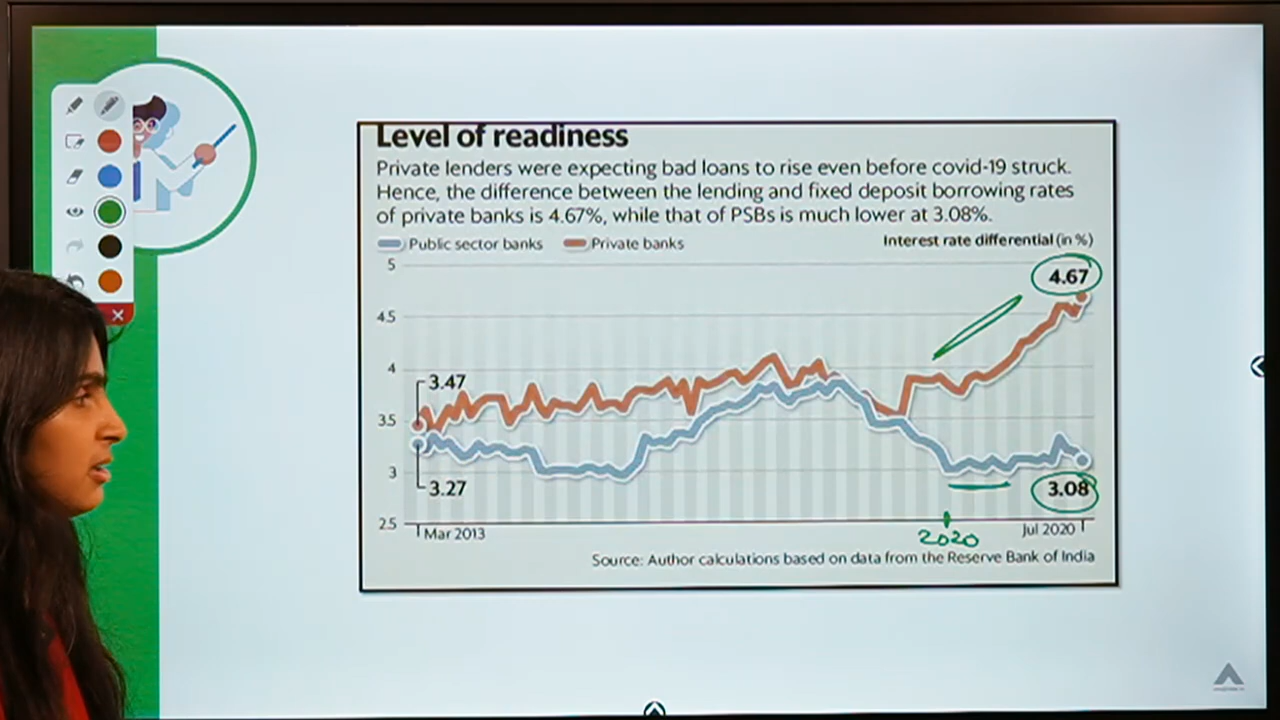 Level of readiness
Private lenders were expecting bad loans to rise even before covid-19 struck.
Hence, the difference between the lending and fixed deposit borrowing rates
of private banks is 4.67%, while that of PSBs is much lower at 3.08%.
Public sector banks Private banks Interest rate differential (in %)
5
4.67
4.5
4
3.47
3.5
3
3.27
3.08
2.5
Mar 2013
2020
Jul 2020
Source: Author calculations based on data from the Reserve Bank of India